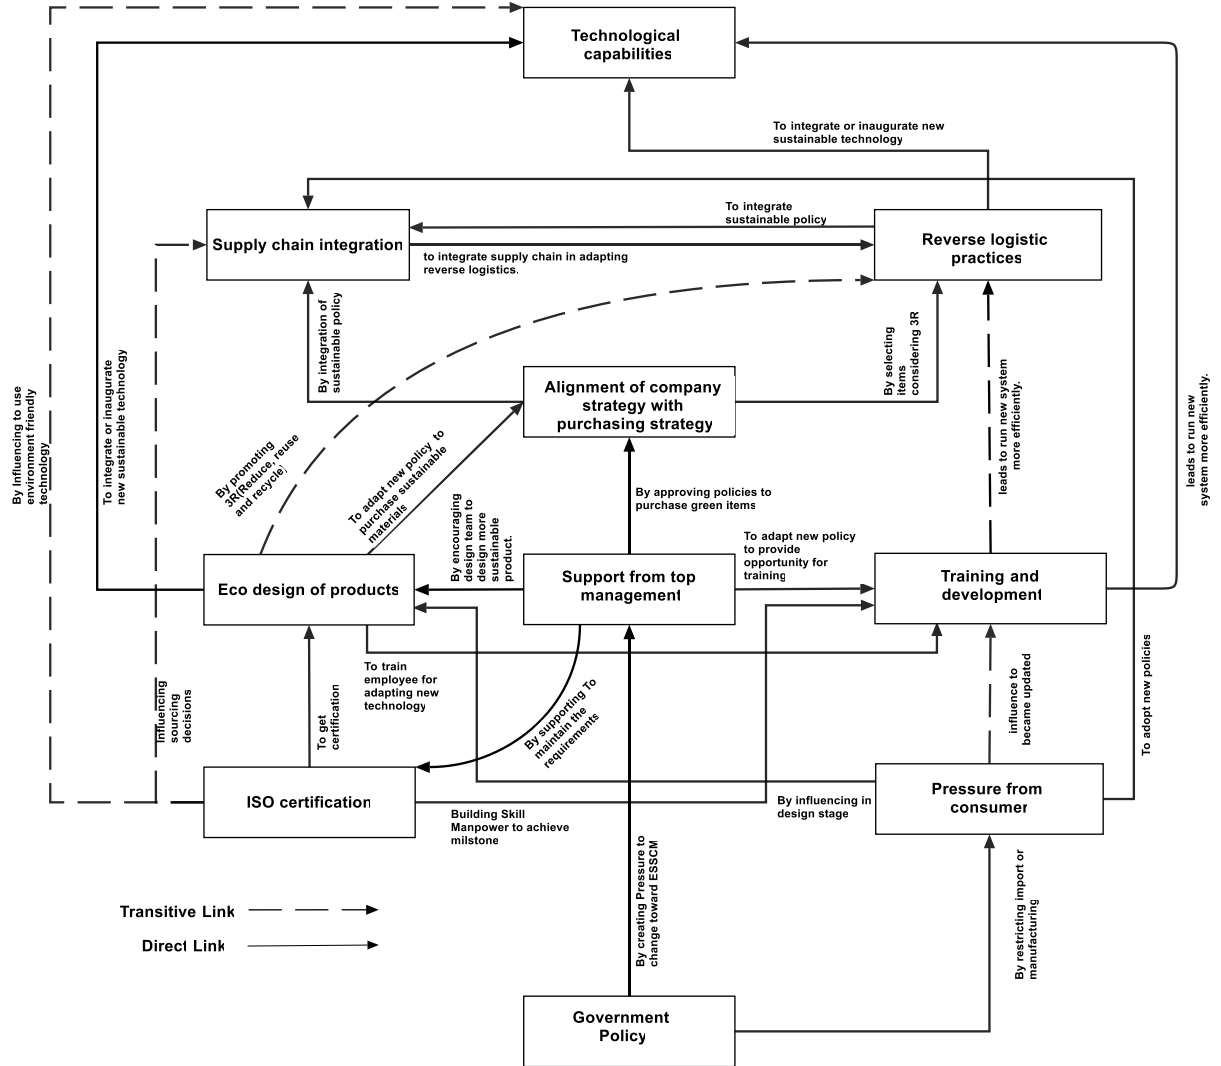 Technological
capabilities
To integrate or inaugurate new
sustainable technology
To integrate
sustainable policy
Supply chain integration
Reverse logistic
practices
to integrate supply chain in adapting
reverse logistics.
By integration of
sustainable policy
By selecting
items
considering 3R
Alignment of company
strategy with
purchasing strategy
leads to run new system
more efficiently.
leads to run new
system more efficiently.
By Influencing to use
environment friendly
technology
To integrate or inaugurate
new sustainable technology
By promoting
3R(Reduce, reuse
and recycle)
To adapt new policy to
purchase sustainable
materials
By encouraging
design team to
design more
sustainable
product.
By approving policies to
purchase green items
To adapt new policy
to provide
opportunity for
training
Eco design of products
Support from top
management
Training and
development
To train
employee for
adapting new
technology
Influencing
sourcing
decisions
To get
certification
By supporting To
maintain the
requirements
influence to
became updated
To adopt new policies
ISO certification
Building Skill
Manpower to achieve
milstone
By influencing in
design stage
Pressure from
consumer
By creating Pressure to
change toward ESSCM
By restricting import or
manufacturing
Transitive Link
Direct Link
Government
Policy